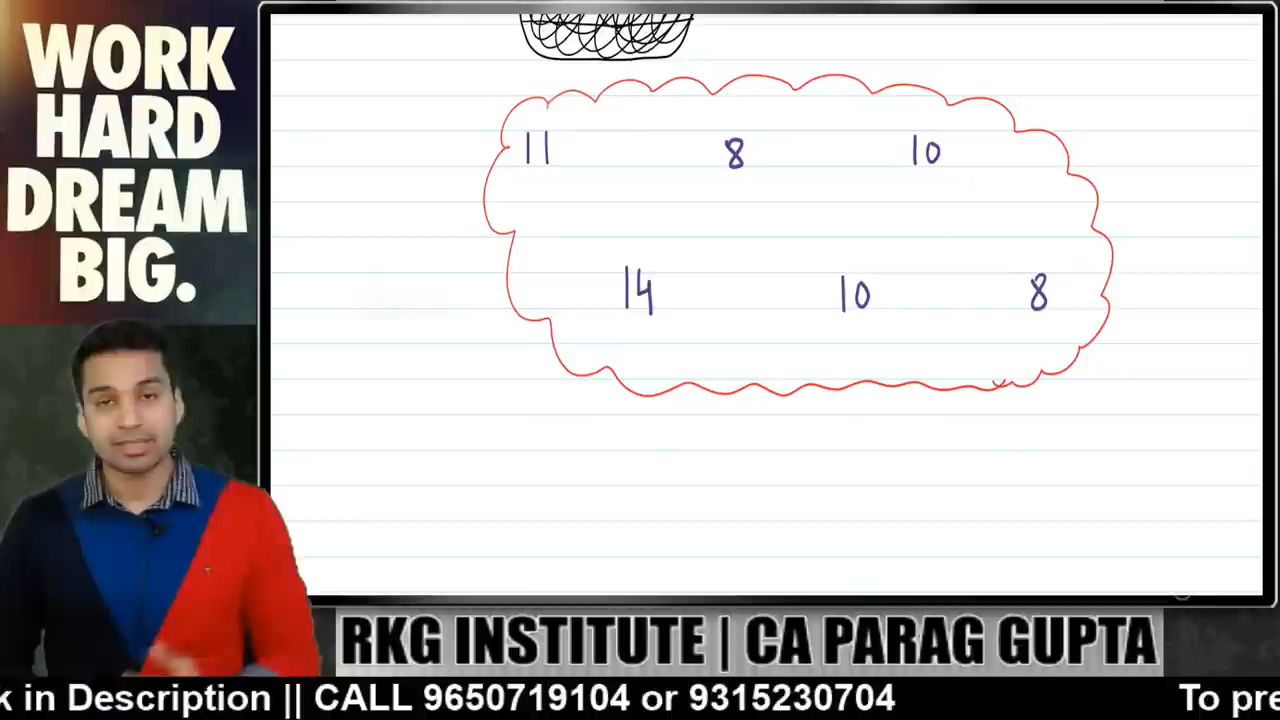 WORK
HARD
DREAM
BIG.
11 8 10
14 10 8
RKG INSTITUTE | CA PARAG GUPTA
k in Description || CALL 9650719104 or 9315230704 To pre